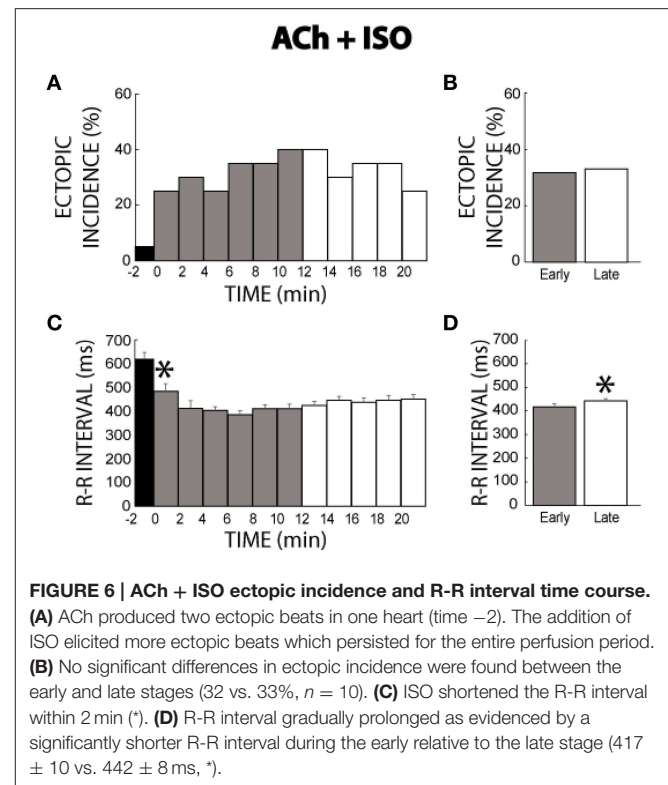 ACh + ISO
A
ECTOPIC
INCIDENCE (%)
60
40
20
0
-2 0 2 4 6 8 10 12 14 16 18 20
TIME (min)
B
ECTOPIC
INCIDENCE (%)
60
40
20
0
Early Late
C
R-R INTERVAL (ms)
700
600
500
400
300
200
100
0
*
-2 0 2 4 6 8 10 12 14 16 18 20
TIME (min)
D
R-R INTERVAL (ms)
700
600
500
400
300
200
100
0
*
Early Late
FIGURE 6 | ACh + ISO ectopic incidence and R-R interval time course.
(A) ACh produced two ectopic beats in one heart (time −2). The addition of
ISO elicited more ectopic beats which persisted for the entire perfusion period.
(B) No significant differences in ectopic incidence were found between the
early and late stages (32 vs. 33%, n = 10). (C) ISO shortened the R-R interval
within 2 min (*). (D) R-R interval gradually prolonged as evidenced by a
significantly shorter R-R interval during the early relative to the late stage (417
± 10 vs. 442 ± 8 ms, *).